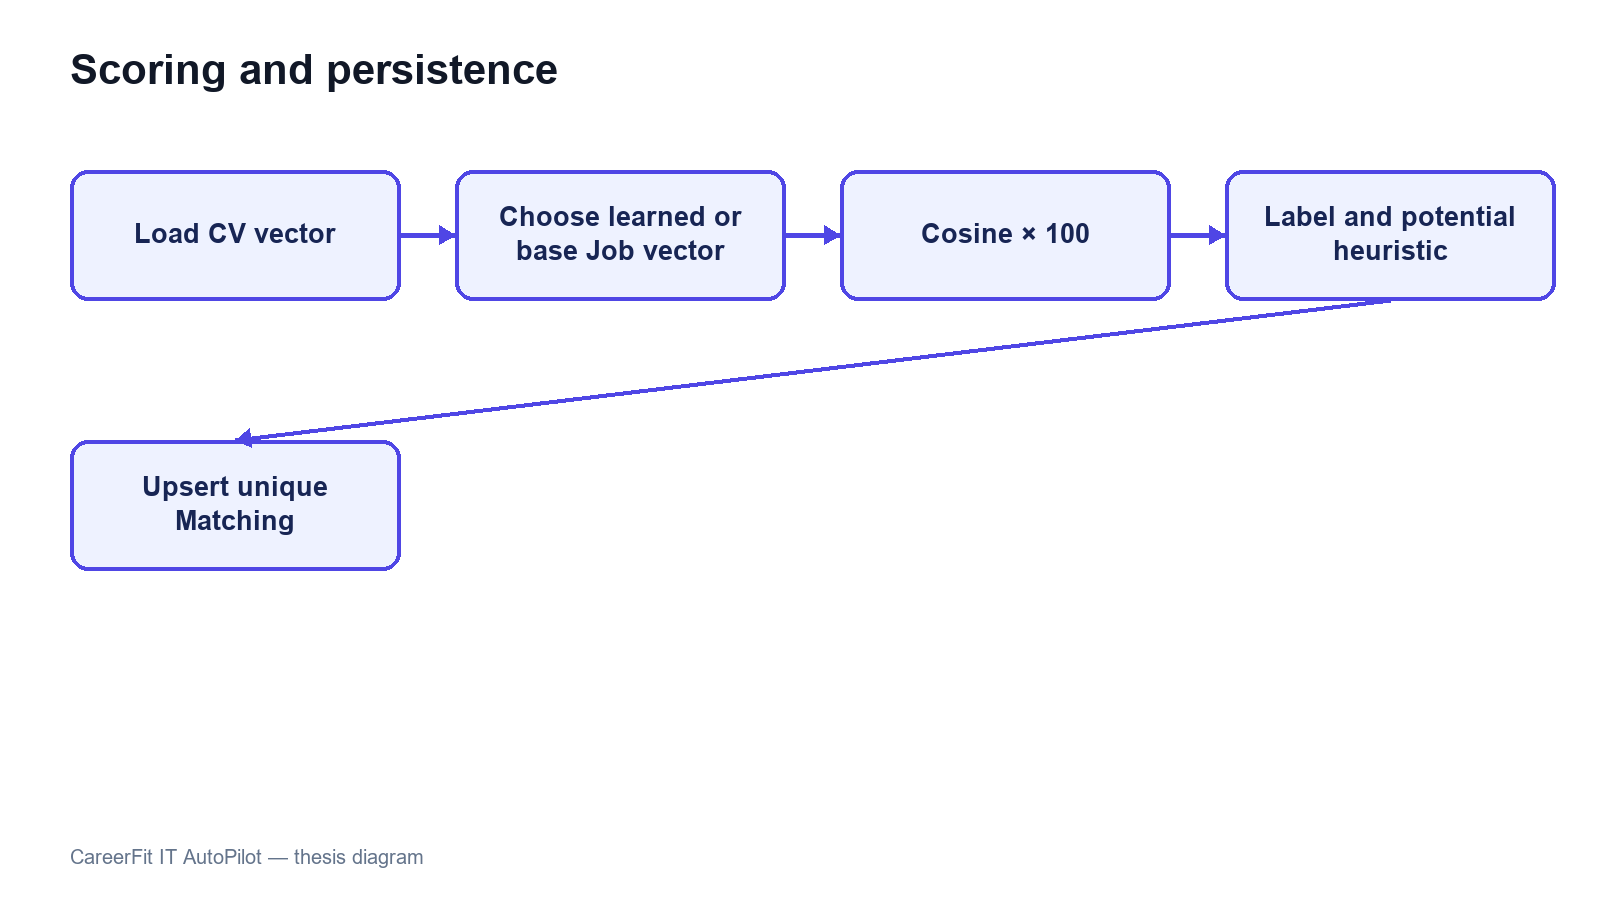 Scoring and persistence
Load CV vector
Choose learned or
base Job vector
Cosine × 100
Label and potential
heuristic
Upsert unique
Matching
CareerFit IT AutoPilot — thesis diagram